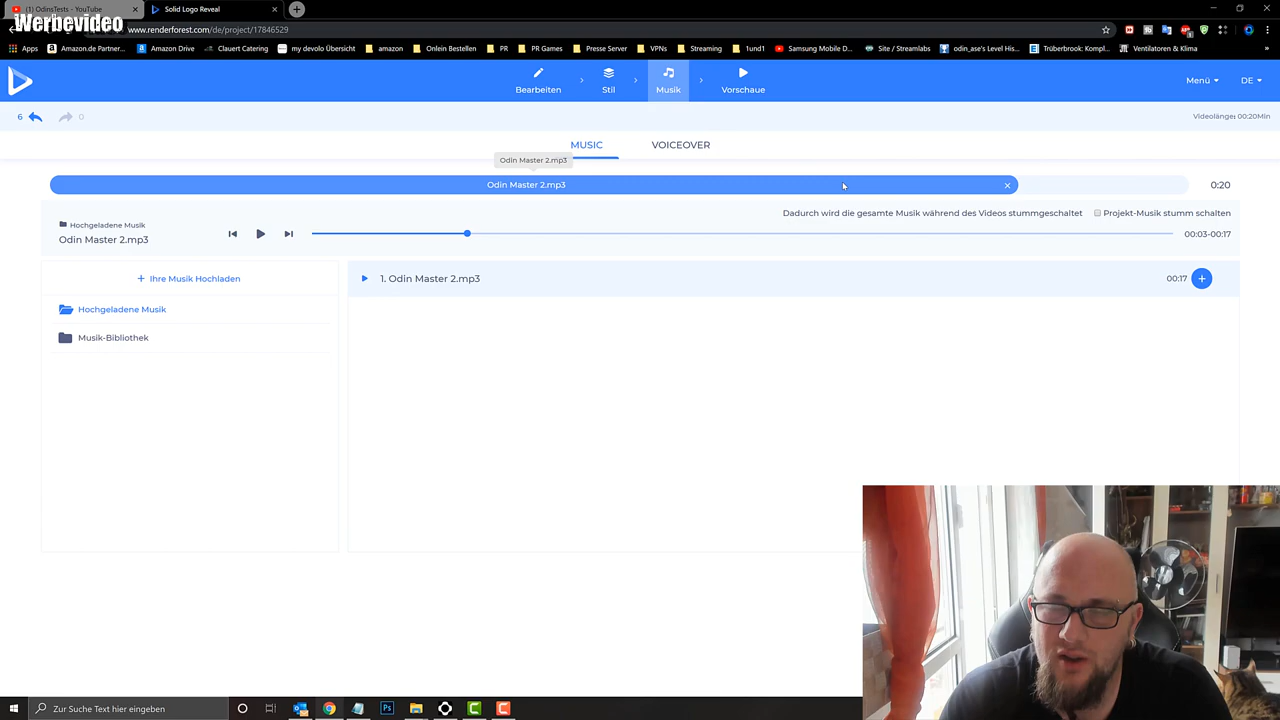 (1) OdinsTests - YouTube
Solid Logo Reveal
Werbevideo
www.renderforest.com/de/project/17846529
Apps
Amazon.de Partner...
Amazon Drive
Clauert Catering
my devolo Übersicht
amazon
Onlein Bestellen
PR
PR Games
Presse Server
VPNs
Streaming
1und1
Samsung Mobile D...
Site / Streamlabs
odin_ase's Level His...
Trüberbrook: Kompl...
Ventilatoren & Klima
»
Bearbeiten
Stil
Musik
Vorschaue
Menü
DE
6
0
Videolänge: 00:20Min
MUSIC
VOICEOVER
Odin Master 2.mp3
Odin Master 2.mp3
0:20
Dadurch wird die gesamte Musik während des Videos stummgeschaltet
Projekt-Musik stumm schalten
Hochgeladene Musik
Odin Master 2.mp3
00:03-00:17
+ Ihre Musik Hochladen
1. Odin Master 2.mp3
00:17
Hochgeladene Musik
Musik-Bibliothek
Zur Suche Text hier eingeben